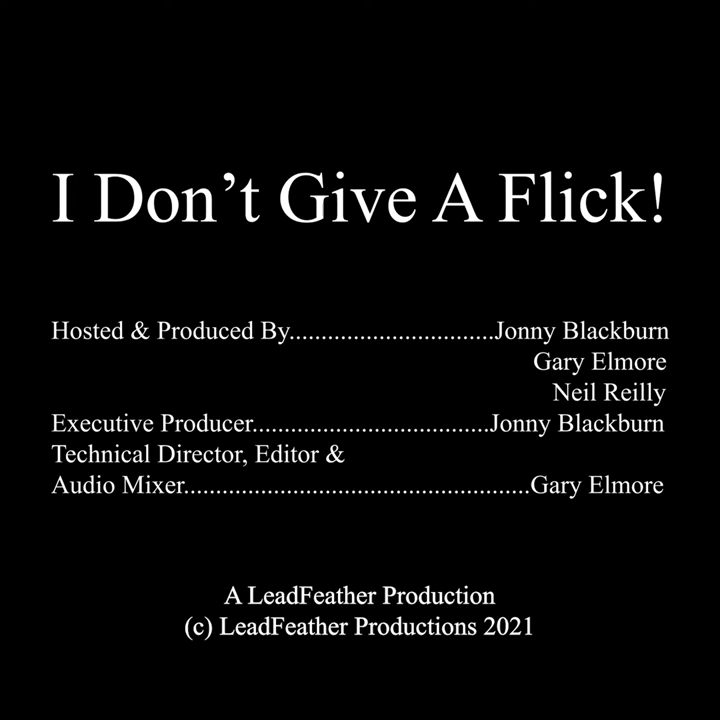 I Don’t Give A Flick!
Hosted & Produced By................................Jonny Blackburn
Gary Elmore
Neil Reilly
Executive Producer.....................................Jonny Blackburn
Technical Director, Editor &
Audio Mixer......................................................Gary Elmore
A LeadFeather Production
(c) LeadFeather Productions 2021